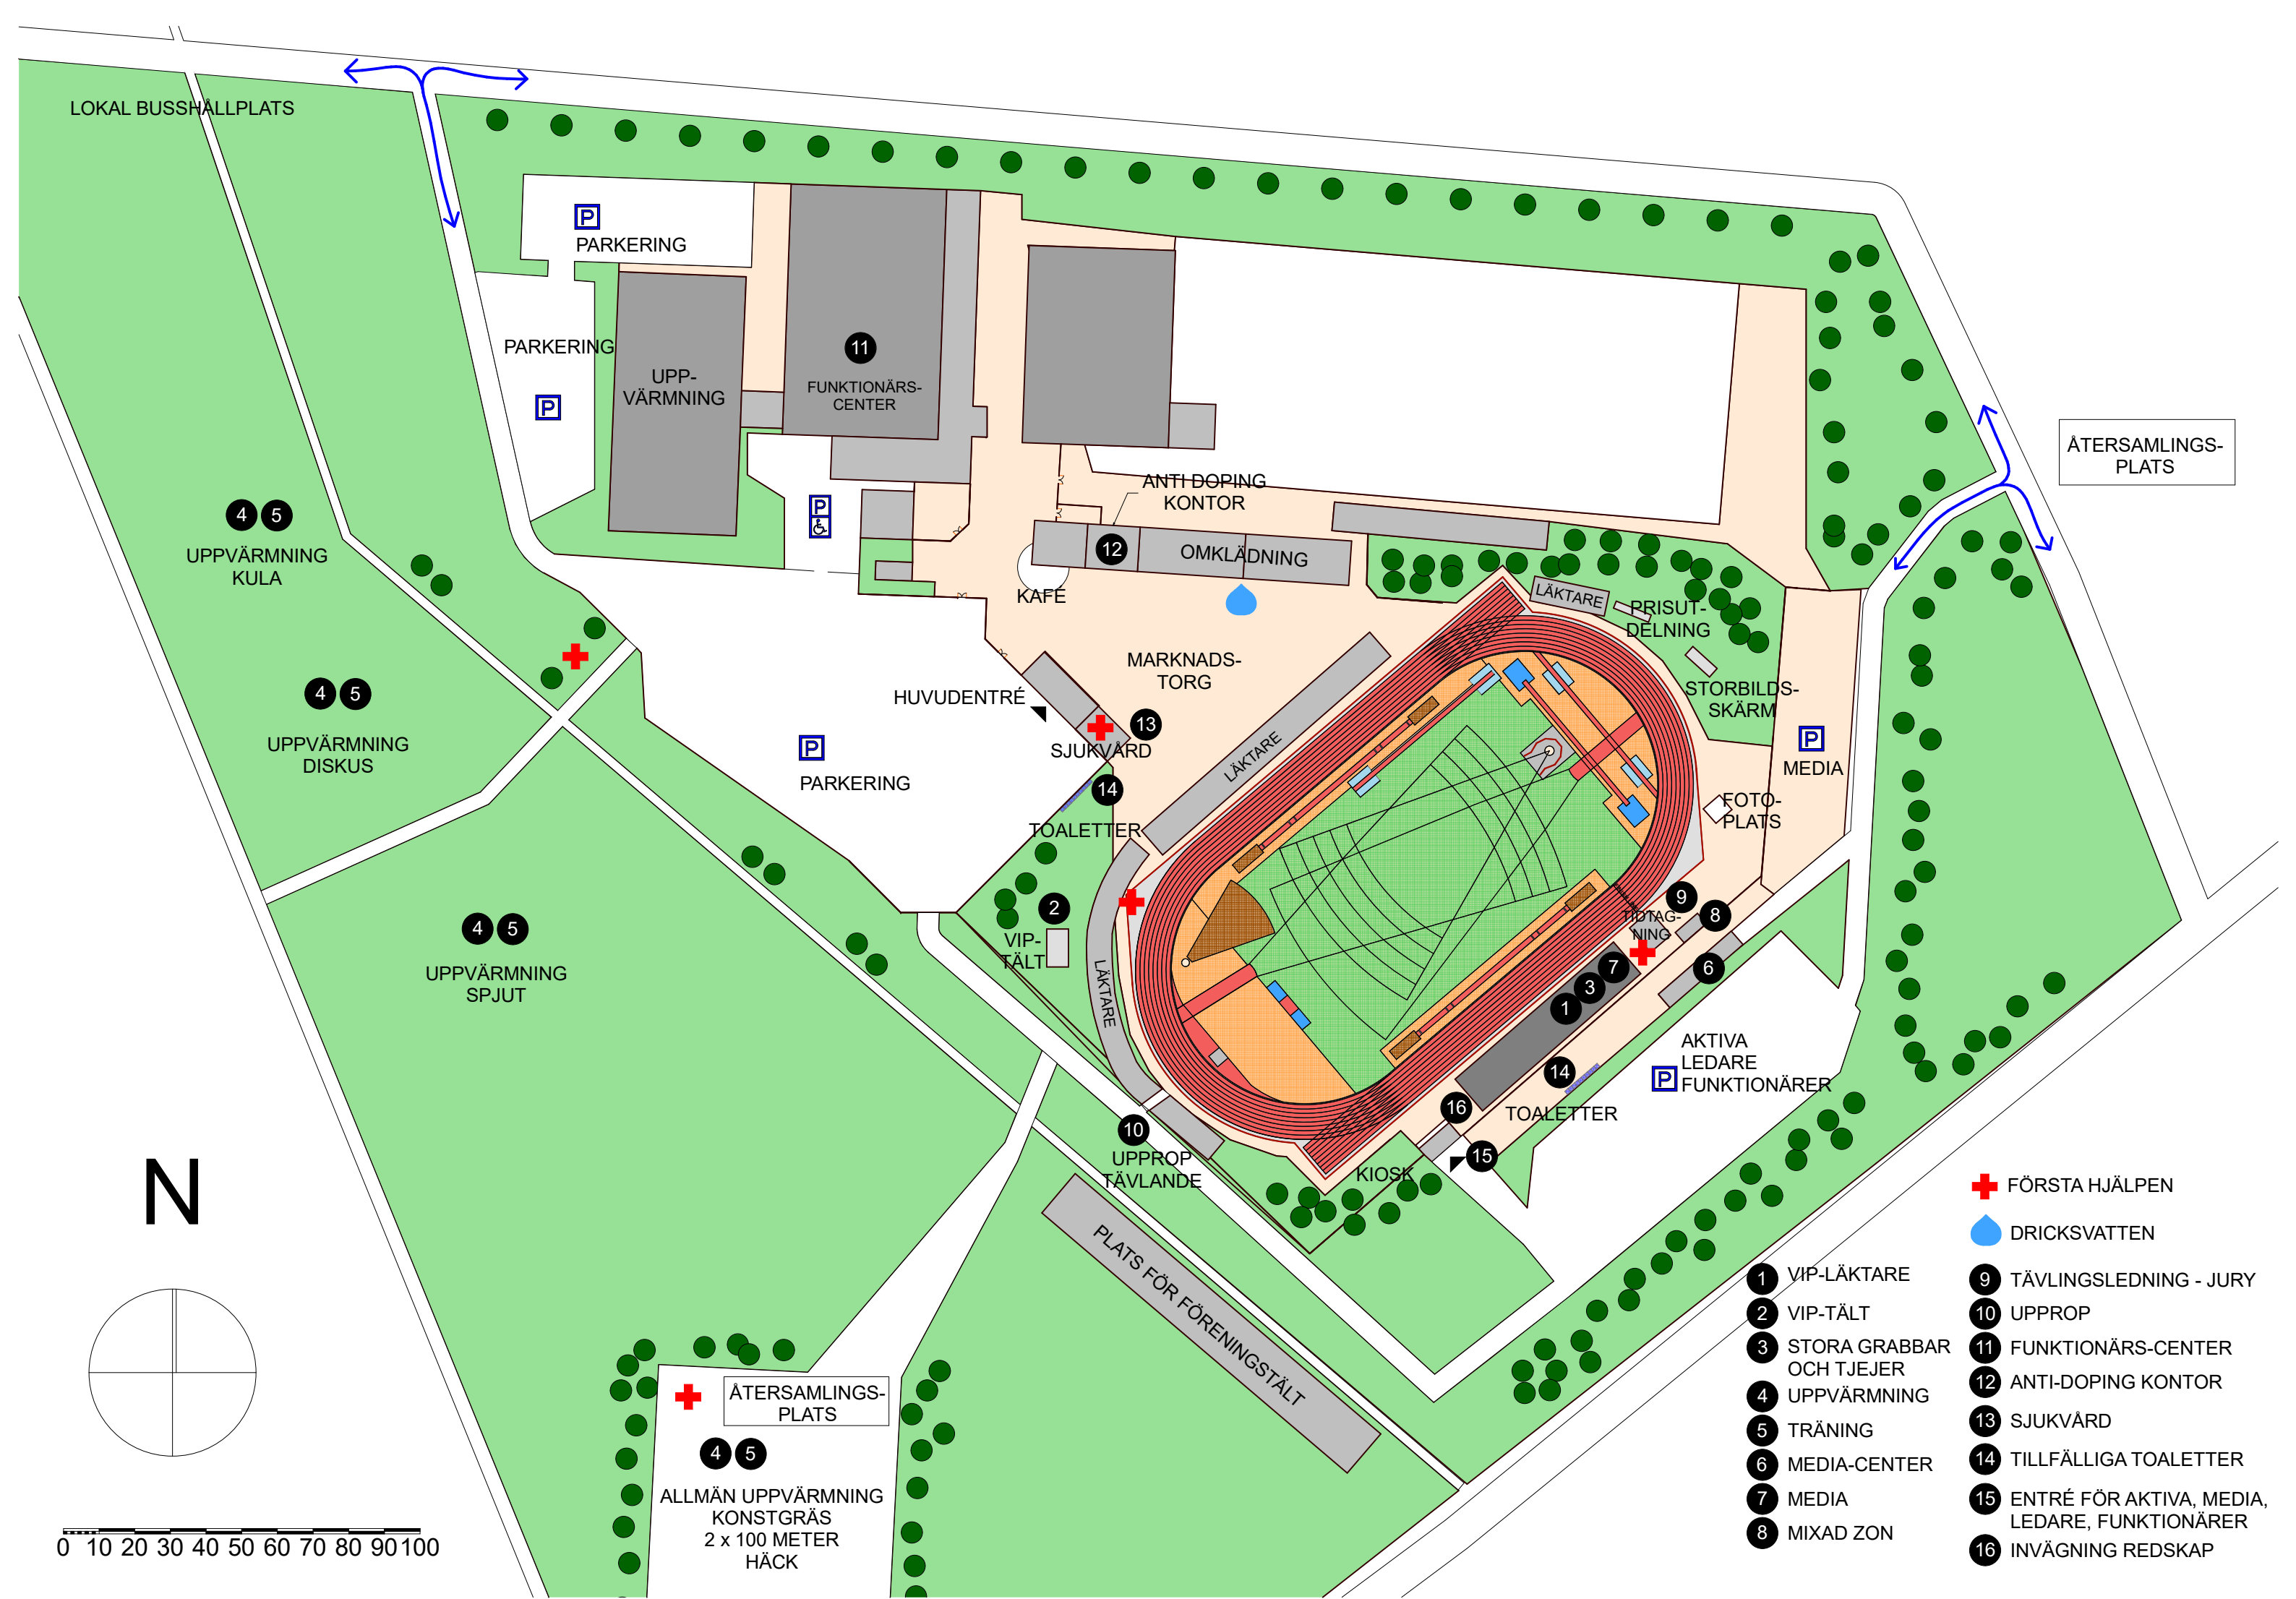 LOKAL BUSSHÅLLPLATS
P
PARKERING
PARKERING
P
UPP-
VÄRMNING
11
FUNKTIONÄRS-
CENTER
P
ANTI DOPING
KONTOR
12
OMKLÄDNING
KAFÉ
ÅTERSAMLINGS-
PLATS
4 5
UPPVÄRMNING
KULA
4 5
UPPVÄRMNING
DISKUS
4 5
UPPVÄRMNING
SPJUT
LÄKTARE
PRISUT-
DELNING
STORBILDS-
SKÄRM
P
MEDIA
FOTO-
PLATS
MARKNADS-
TORG
HUVUDENTRÉ
13
SJUKVÅRD
P
PARKERING
14
TOALETTER
LÄKTARE
2
VIP-
TÄLT
LÄKTARE
9
8
TIDTAG-
NING
7
3
1
6
AKTIVA
LEDARE
FUNKTIONÄRER
P
14
TOALETTER
16
15
KIOSK
10
UPPROP
TÄVLANDE
PLATS FÖR FÖRENINGSTÄLT
N
0 10 20 30 40 50 60 70 80 90 100
ÅTERSAMLINGS-
PLATS
4 5
ALLMÄN UPPVÄRMNING
KONSTGRÄS
2 x 100 METER
HÄCK
FÖRSTA HJÄLPEN
DRICKSVATTEN
1 VIP-LÄKTARE
2 VIP-TÄLT
3 STORA GRABBAR
OCH TJEJER
4 UPPVÄRMNING
5 TRÄNING
6 MEDIA-CENTER
7 MEDIA
8 MIXAD ZON
9 TÄVLINGSLEDNING - JURY
10 UPPROP
11 FUNKTIONÄRS-CENTER
12 ANTI-DOPING KONTOR
13 SJUKVÅRD
14 TILLFÄLLIGA TOALETTER
15 ENTRÉ FÖR AKTIVA, MEDIA,
LEDARE, FUNKTIONÄRER
16 INVÄGNING REDSKAP